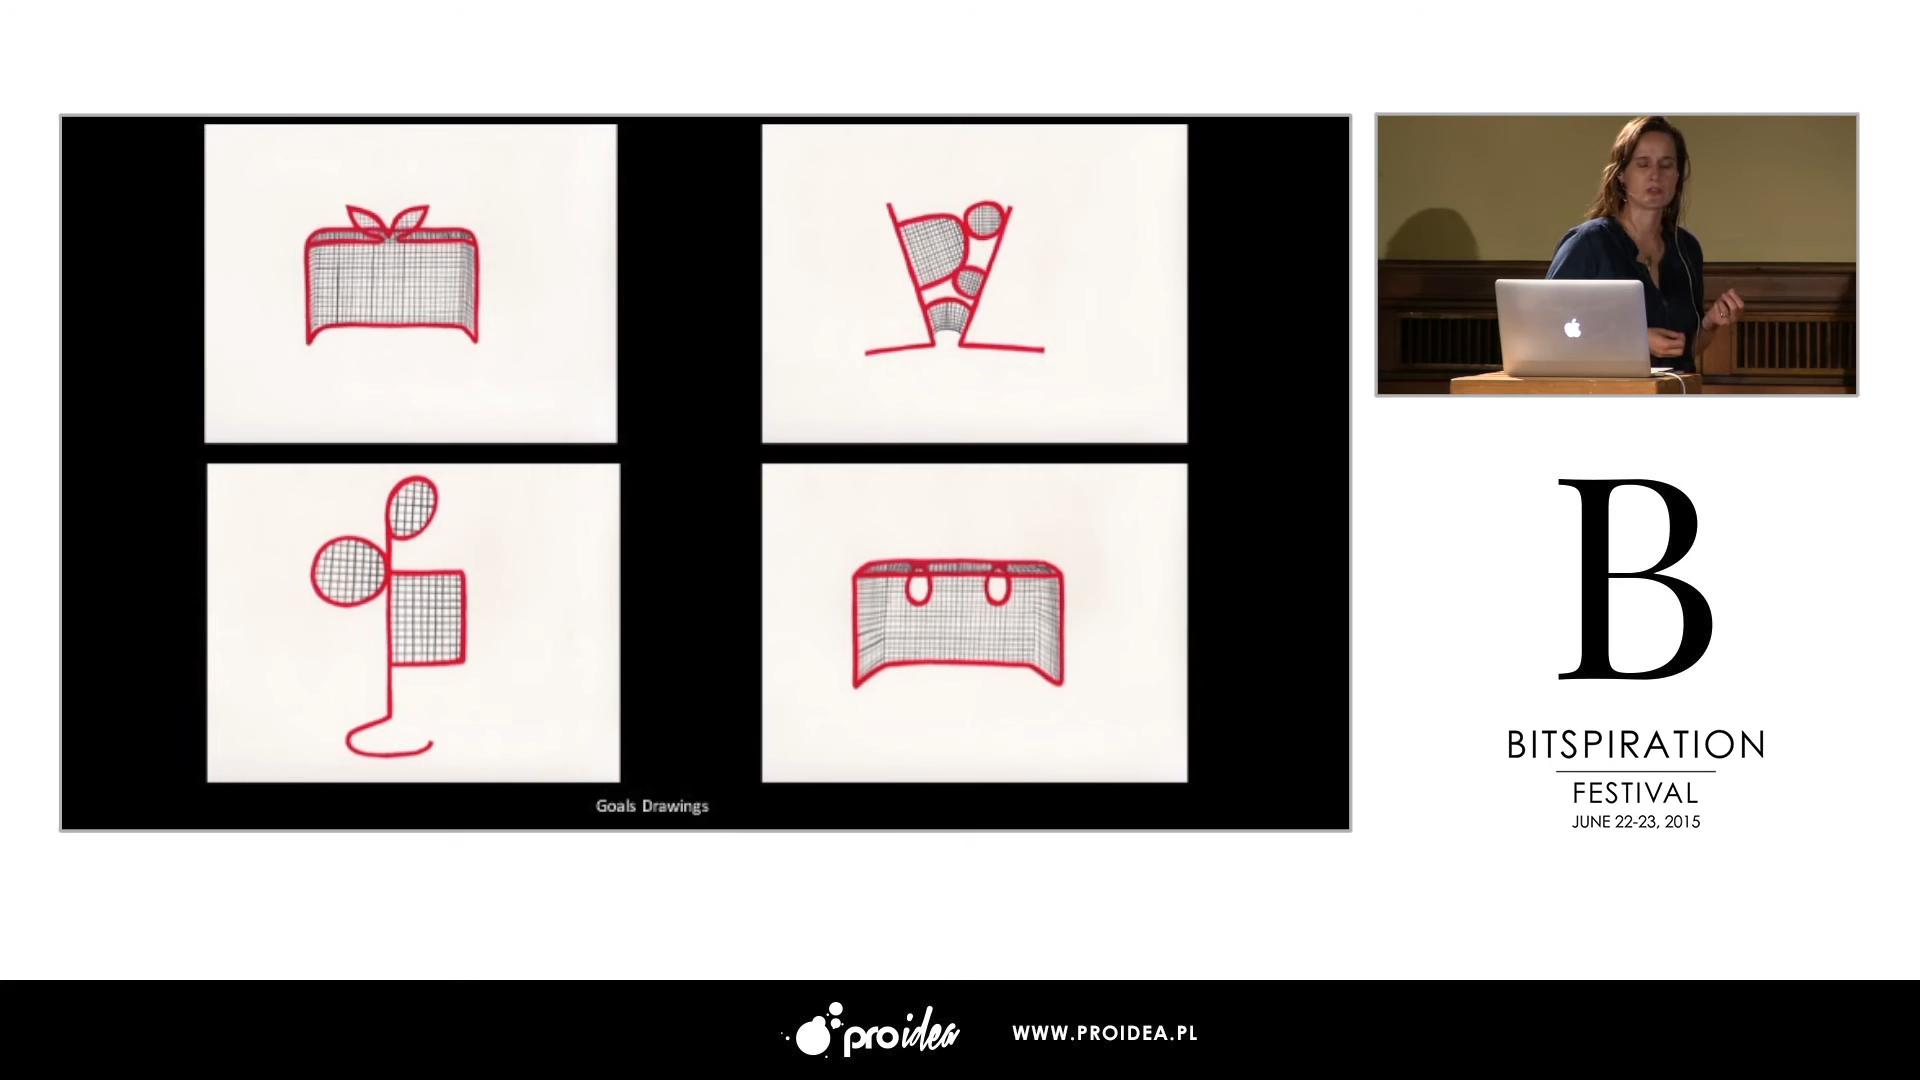 Goals Drawings
B
BITSPIRATION
FESTIVAL
JUNE 22-23, 2015
proidea
WWW.PROIDEA.PL